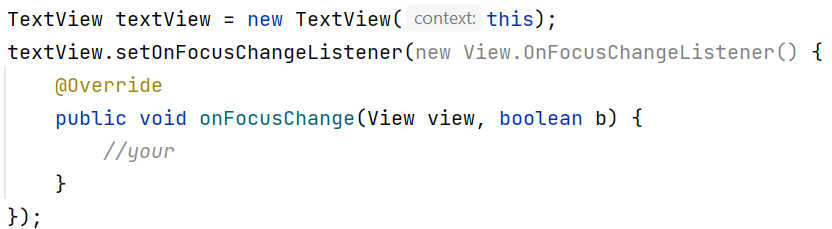 TextView textView = new TextView( context: this);
textView.setOnFocusChangeListener(new View.OnFocusChangeListener() {
@Override
public void onFocusChange(View view, boolean b) {
//your
}
});